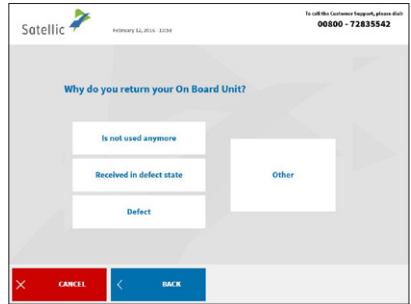 To call the Customer Support, please dial:
00800 - 72835542
Satellic
February 12, 2016 - 13:50
Why do you return your On Board Unit?
Is not used anymore
Received in defect state
Other
Defect
CANCEL
BACK